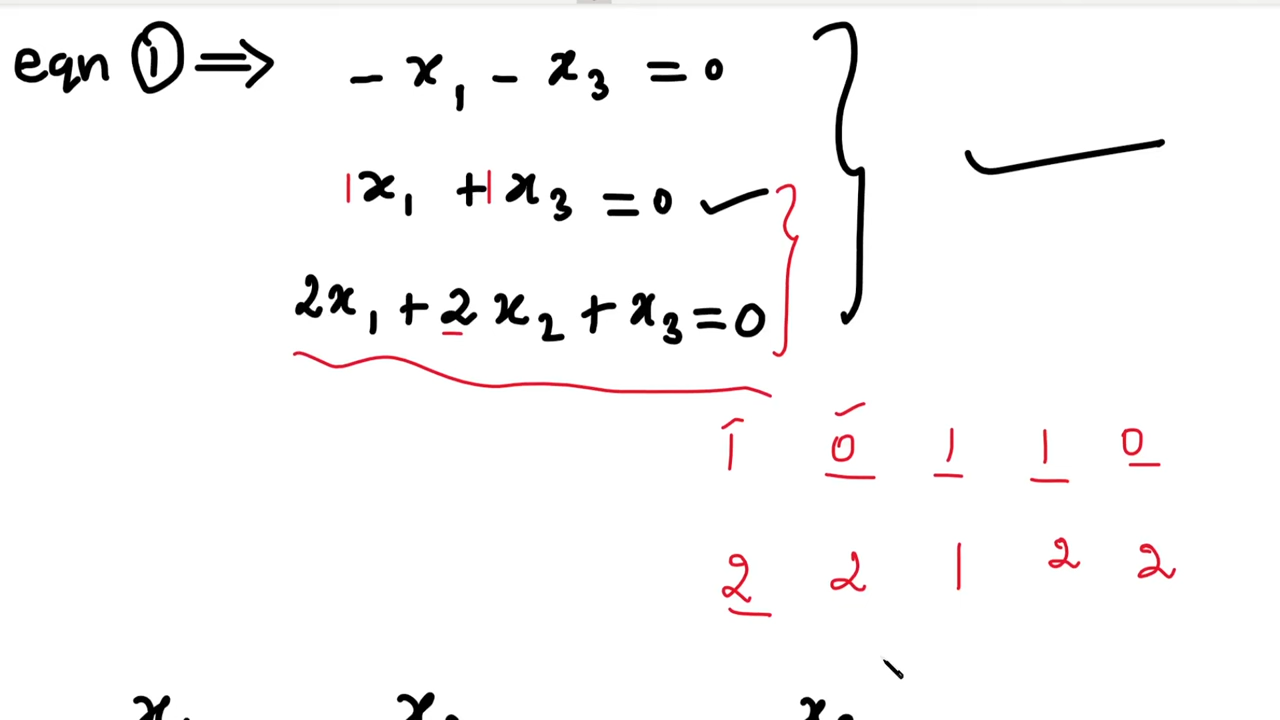 eqn ① ⟹ - x₁ - x₃ = 0
1x₁ + 1x₃ = 0 ✓
2x₁ + 2x₂ + x₃ = 0
1 0 1 1 0
2 2 1 2 2